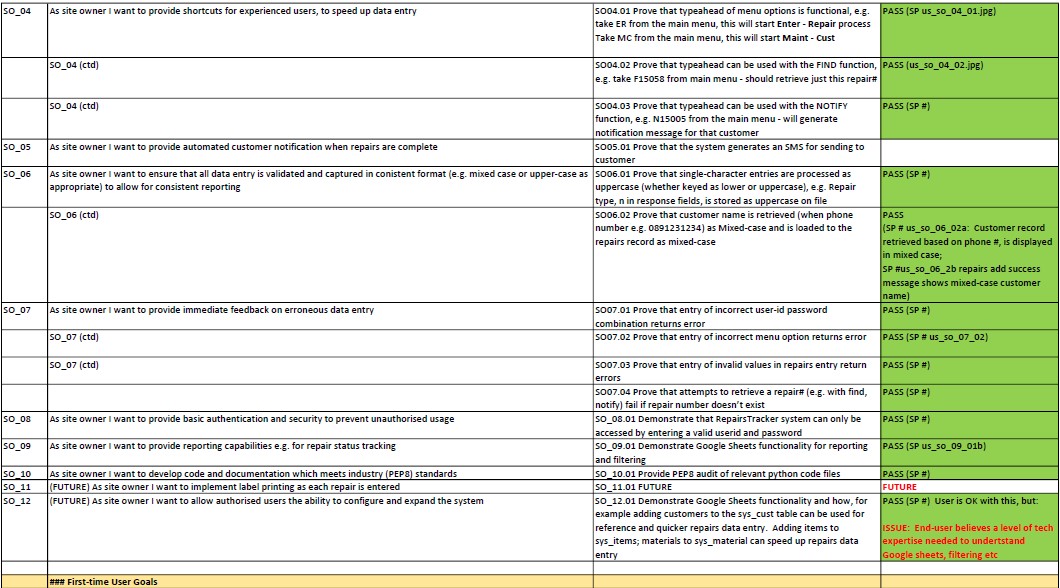 SO_04 As site owner I want to provide shortcuts for experienced users, to speed up data entry SO04.01 Prove that typeahead of menu options is functional, e.g. PASS (SP us_so_04_01.jpg)
take ER from the main menu, this will start Enter - Repair process
Take MC from the main menu, this will start Maint - Cust
SO_04 (ctd) SO04.02 Prove that typeahead can be used with the FIND function, PASS (us_so_04_02.jpg)
e.g. take F15058 from main menu - should retrieve just this repair#
SO_04 (ctd) SO04.03 Prove that typeahead can be used with the NOTIFY PASS (SP #)
function, e.g. N15005 from the main menu - will generate
notification message for that customer
SO_05 As site owner I want to provide automated customer notification when repairs are complete SO05.01 Prove that the system generates an SMS for sending to
customer
SO_06 As site owner I want to ensure that all data entry is validated and captured in conistent format (e.g. mixed case or upper-case as SO06.01 Prove that single-character entries are processed as PASS (SP #)
appropriate) to allow for consistent reporting uppercase (whether keyed as lower or uppercase), e.g. Repair
type, n in response fields, is stored as uppercase on file
SO_06 (ctd) SO06.02 Prove that customer name is retrieved (when phone PASS
number e.g. 0891231234) as Mixed-case and is loaded to the (SP # us_so_06_02a: Customer record
repairs record as mixed-case retrieved based on phone #, is displayed
in mixed case;
SP #us_so_06_2b repairs add success
message shows mixed-case customer
name)
SO_07 As site owner I want to provide immediate feedback on erroneous data entry SO07.01 Prove that entry of incorrect user-id password PASS (SP #)
combination returns error
SO_07 (ctd) SO07.02 Prove that entry of incorrect menu option returns error PASS (SP # us_so_07_02)
SO_07 (ctd) SO07.03 Prove that entry of invalid values in repairs entry return PASS (SP #)
errors
SO07.04 Prove that attempts to retrieve a repair# (e.g. with find, PASS (SP #)
notify) fail if repair number doesn't exist
SO_08 As site owner I want to provide basic authentication and security to prevent unauthorised usage SO_08.01 Demonstrate that RepairsTracker system can only be PASS (SP #)
accessed by entering a valid userid and password
SO_09 As site owner I want to provide reporting capabilities e.g. for repair status tracking SO_09.01 Demonstrate Google Sheets functionality for reporting PASS (SP us_so_09_01b)
and filtering
SO_10 As site owner I want to develop code and documentation which meets industry (PEP8) standards SO_10.01 Provide PEP8 audit of relevant python code files PASS (SP #)
SO_11 (FUTURE) As site owner I want to implement label printing as each repair is entered SO_11.01 FUTURE FUTURE
SO_12 (FUTURE) As site owner I want to allow authorised users the ability to configure and expand the system SO_12.01 Demonstrate Google Sheets functionality and how, for PASS (SP #) User is OK with this, but:
example adding customers to the sys_cust table can be used for
reference and quicker repairs data entry. Adding items to ISSUE: End-user believes a level of tech
sys_items; materials to sys_material can speed up repairs data expertise needed to undertstand
entry Google sheets, filtering etc
### First-time User Goals